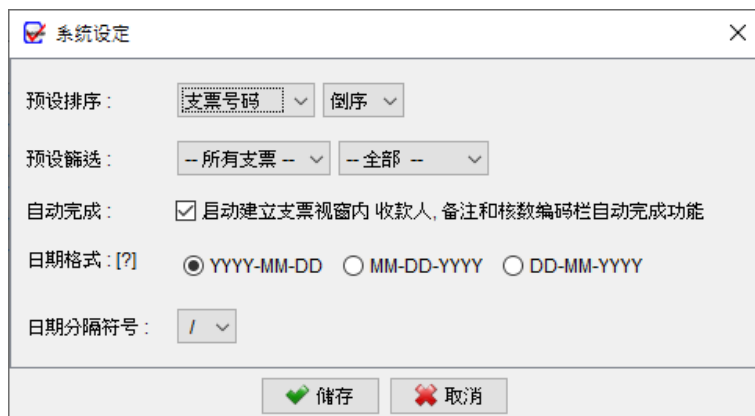 系统设定
预设排序 : 支票号码 倒序
预设筛选 : -- 所有支票 -- -- 全部 --
自动完成 : 启动建立支票视窗内 收款人, 备注和核数编码栏自动完成功能
日期格式 : [?] YYYY-MM-DD MM-DD-YYYY DD-MM-YYYY
日期分隔符号 : /
储存 取消